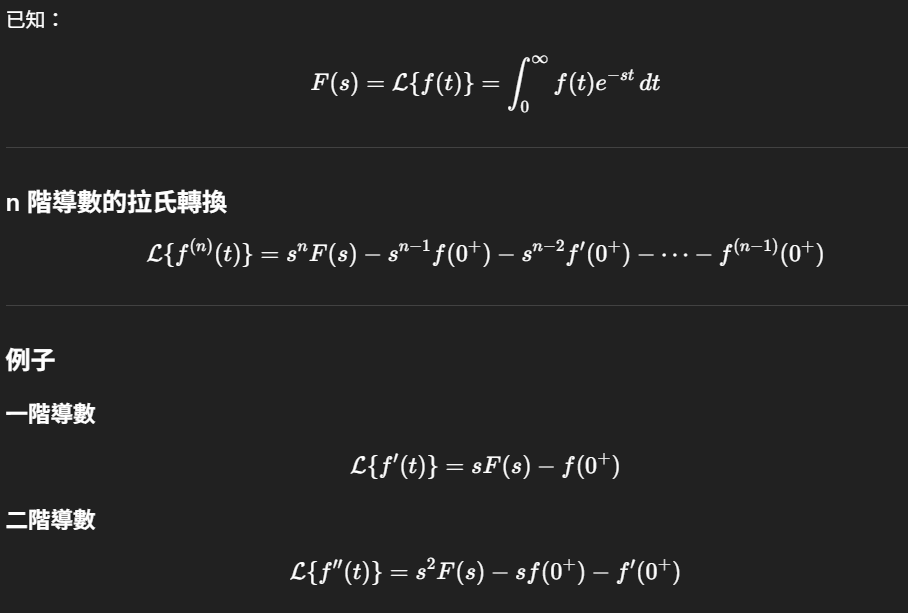 已知：
F(s) = ℒ{f(t)} = ∫₀^∞ f(t)e^{−st} dt
n 階導數的拉氏轉換
ℒ{f^{(n)}(t)} = s^n F(s) − s^{n−1} f(0⁺) − s^{n−2} f′(0⁺) − ⋯ − f^{(n−1)}(0⁺)
例子
一階導數
ℒ{f′(t)} = sF(s) − f(0⁺)
二階導數
ℒ{f″(t)} = s²F(s) − sf(0⁺) − f′(0⁺)